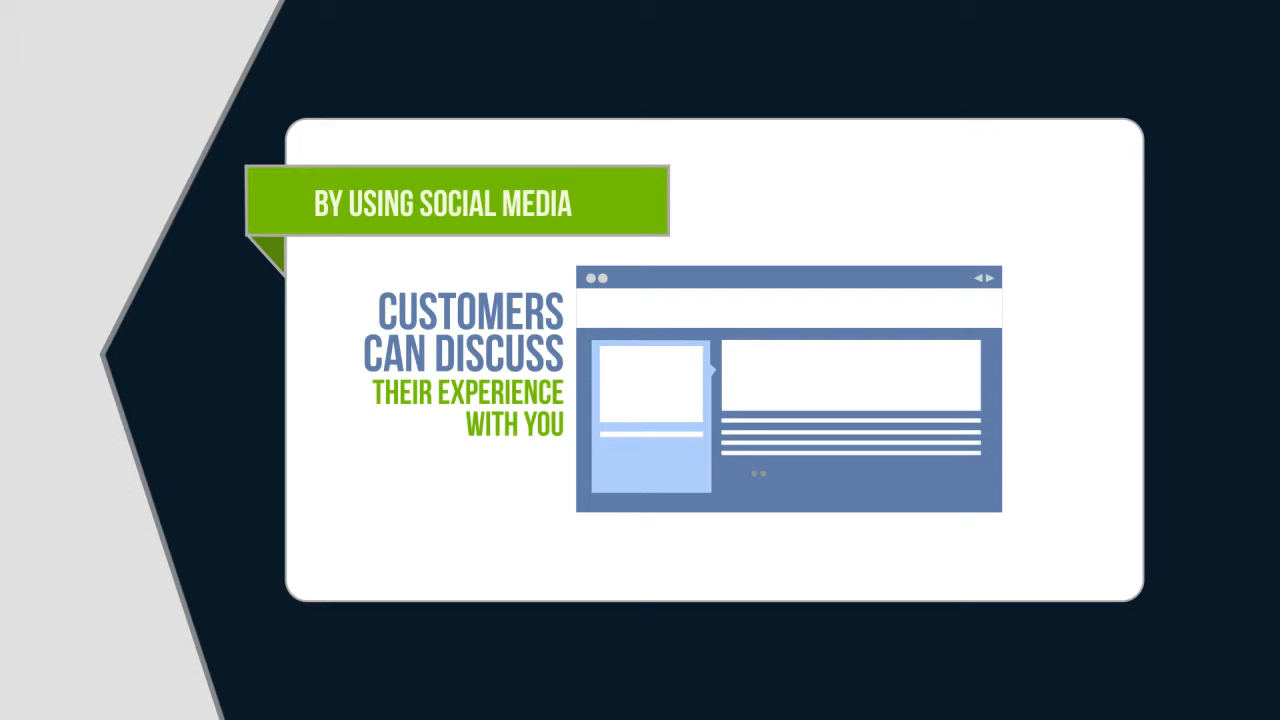 BY USING SOCIAL MEDIA
CUSTOMERS
CAN DISCUSS
THEIR EXPERIENCE
WITH YOU